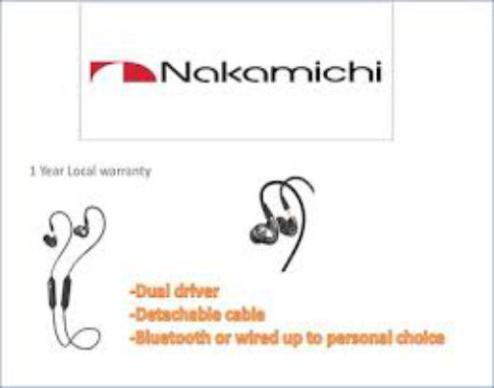 Nakamichi
1 Year Local warranty
-Dual driver
-Detachable cable
-Bluetooth or wired up to personal choice